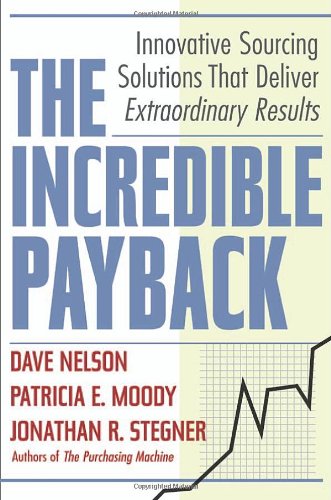 Innovative Sourcing
Solutions That Deliver
Extraordinary Results
THE
INCREDIBLE
PAYBACK
DAVE NELSON
PATRICIA E. MOODY
JONATHAN R. STEGNER
Authors of The Purchasing Machine